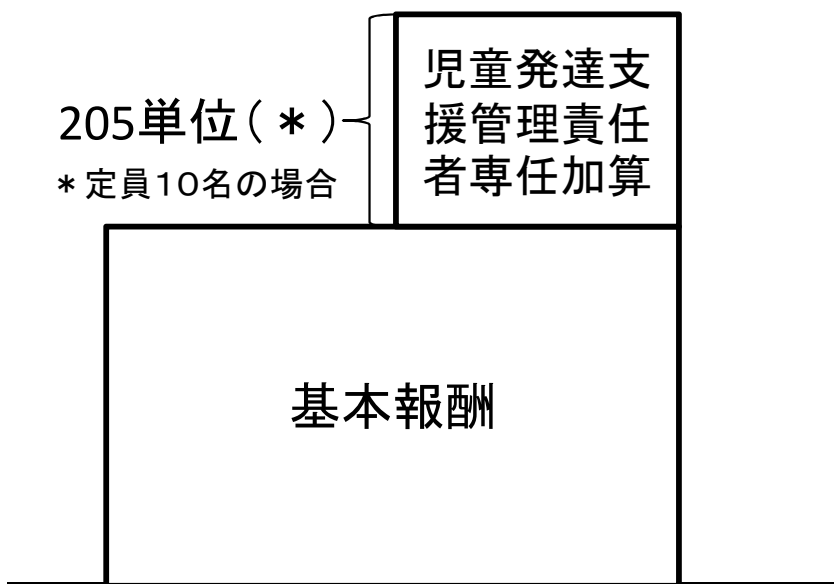 児童発達支
援管理責任
者専任加算
205単位(＊)
＊定員10名の場合
基本報酬